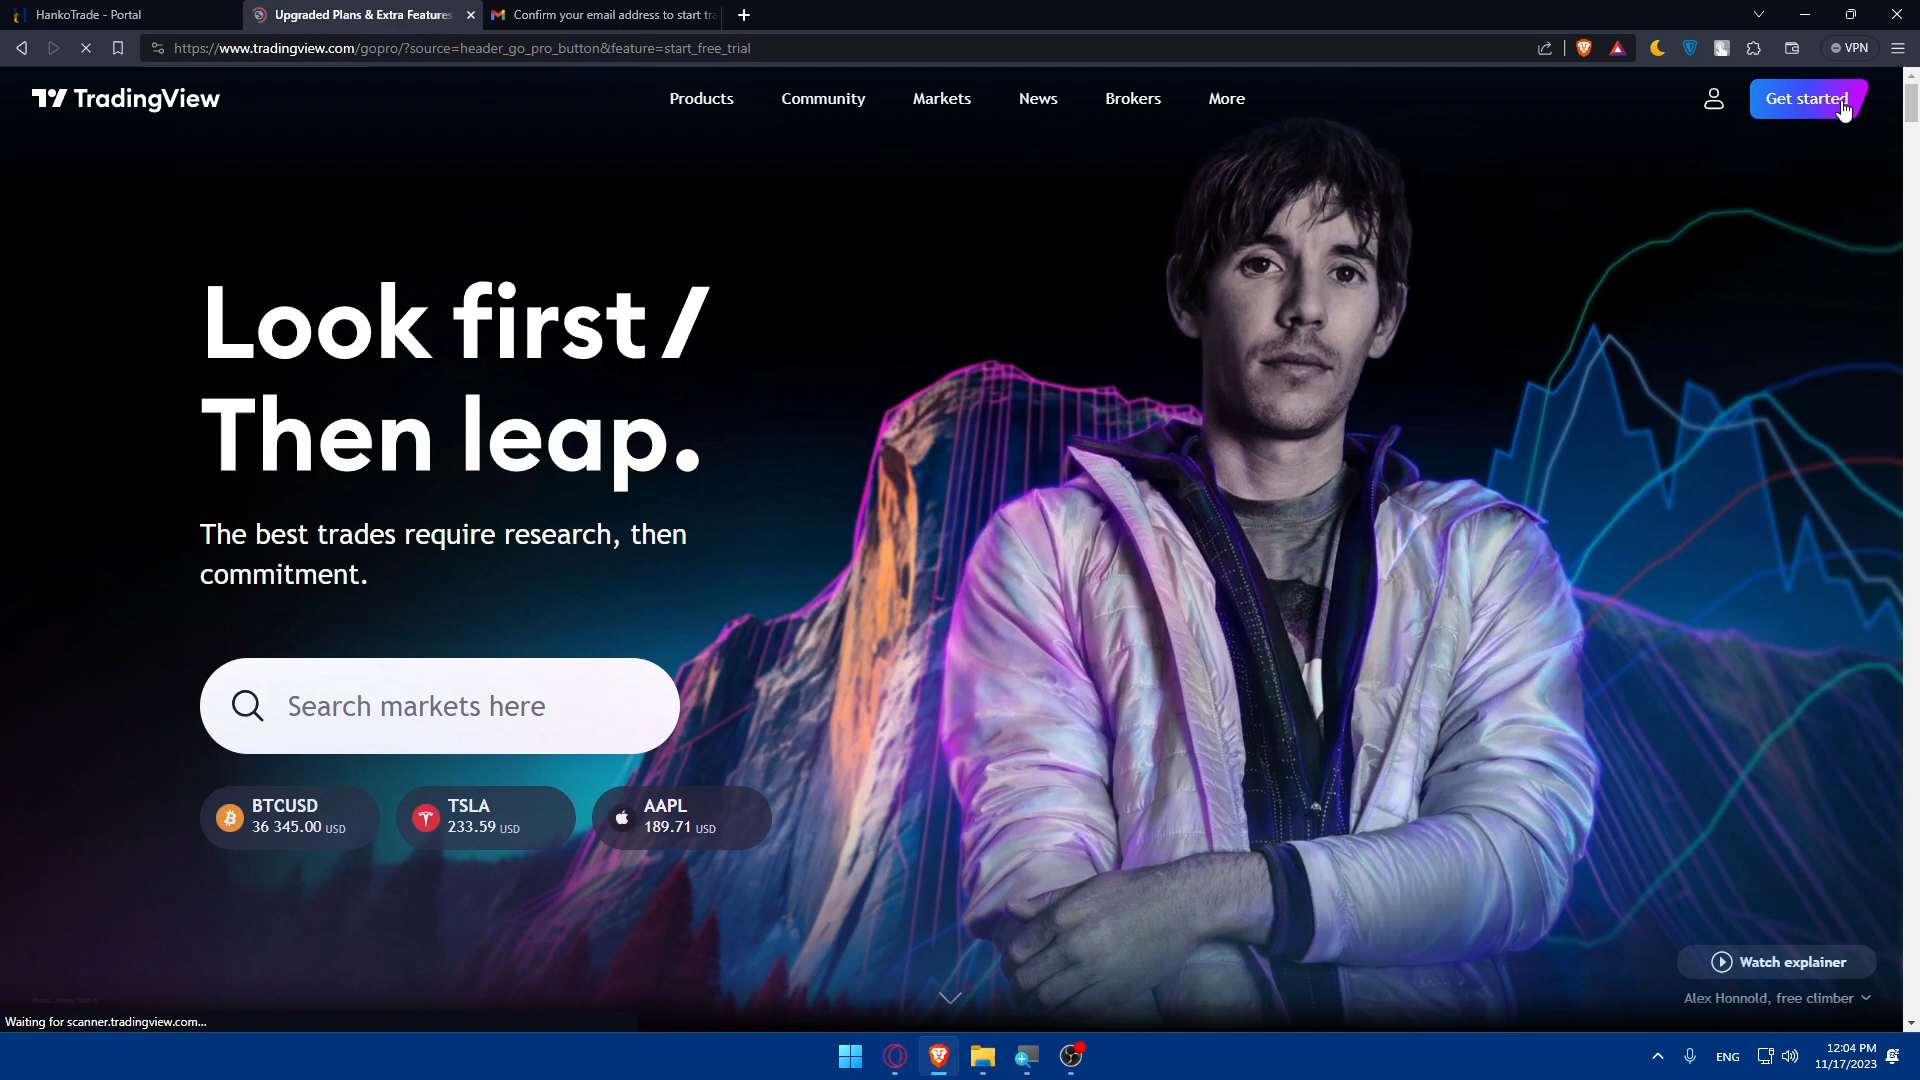 HankoTrade - Portal
Upgraded Plans & Extra Features
Confirm your email address to start tra
https://www.tradingview.com/gopro/?source=header_go_pro_button&feature=start_free_trial
VPN
TradingView
Products
Community
Markets
News
Brokers
More
Get started
Look first/
Then leap.
The best trades require research, then
commitment.
Search markets here
BTCUSD
36 345.00 USD
TSLA
233.59 USD
AAPL
189.71 USD
Watch explainer
Alex Honnold, free climber
Waiting for scanner.tradingview.com...
ENG
12:04 PM
11/17/2023